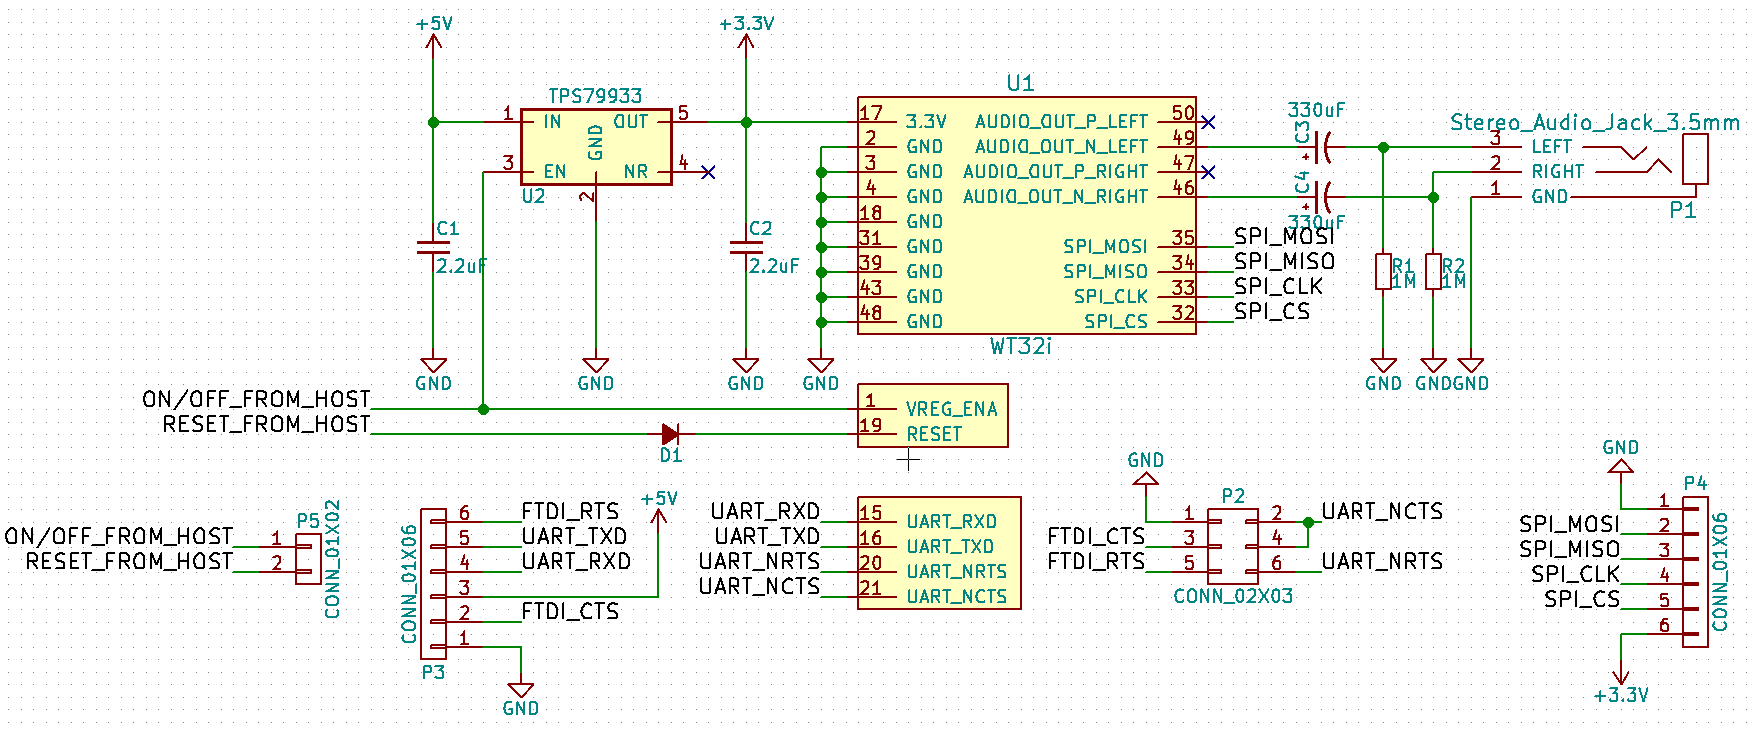 +5V
+3.3V
TPS79933
1 IN OUT 5
GND
3 EN NR 4
U2
2
C1
2.2uF
C2
2.2uF
GND
GND
GND
GND
U1
17 3.3V AUDIO_OUT_P_LEFT 50
2 GND AUDIO_OUT_N_LEFT 49
3 GND AUDIO_OUT_P_RIGHT 47
4 GND AUDIO_OUT_N_RIGHT 46
18 GND
31 GND SPI_MOSI 35 SPI_MOSI
39 GND SPI_MISO 34 SPI_MISO
43 GND SPI_CLK 33 SPI_CLK
48 GND SPI_CS 32 SPI_CS
WT32i
330uF
C3
+
C4
+
330uF
Stereo_Audio_Jack_3.5mm
3 LEFT
2 RIGHT
1 GND
P1
R1
1M
R2
1M
GND
GND
GND
ON/OFF_FROM_HOST
RESET_FROM_HOST
D1
1 VREG_ENA
19 RESET
ON/OFF_FROM_HOST 1
RESET_FROM_HOST 2
P5
CONN_01X02
CONN_01X06
6 FTDI_RTS
5 UART_TXD
4 UART_RXD
3
2 FTDI_CTS
1
P3
+5V
GND
UART_RXD 15 UART_RXD
UART_TXD 16 UART_TXD
UART_NRTS 20 UART_NRTS
UART_NCTS 21 UART_NCTS
GND
P2
1 2 UART_NCTS
FTDI_CTS 3 4
FTDI_RTS 5 6 UART_NRTS
CONN_02X03
GND
P4
1
SPI_MOSI 2
SPI_MISO 3
SPI_CLK 4
SPI_CS 5
6
CONN_01X06
+3.3V